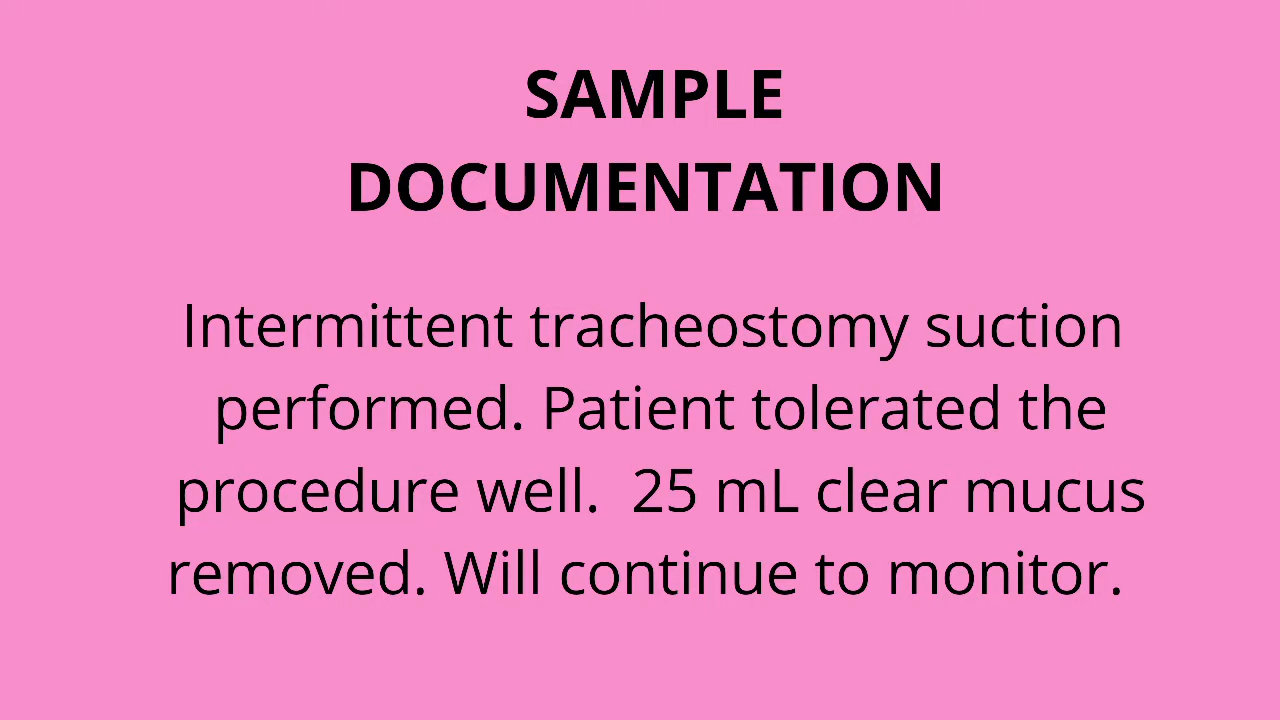 SAMPLE
DOCUMENTATION
Intermittent tracheostomy suction
performed. Patient tolerated the
procedure well.  25 mL clear mucus
removed. Will continue to monitor.